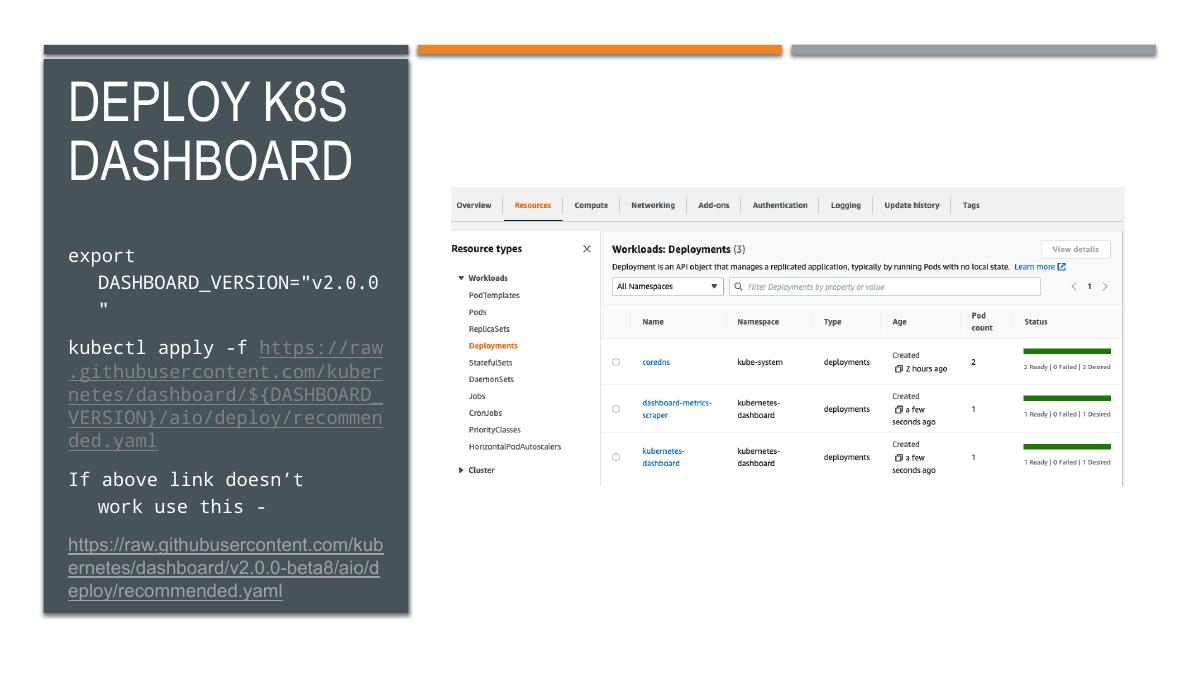 DEPLOY K8S
DASHBOARD
export
DASHBOARD_VERSION="v2.0.0
"
kubectl apply -f https://raw
.githubusercontent.com/kuber
netes/dashboard/${DASHBOARD_
VERSION}/aio/deploy/recommen
ded.yaml
If above link doesn’t
work use this -
https://raw.githubusercontent.com/kub
ernetes/dashboard/v2.0.0-beta8/aio/d
eploy/recommended.yaml
Overview Resources Compute Networking Add-ons Authentication Logging Update history Tags
Resource types
Workloads
PodTemplates
Pods
ReplicaSets
Deployments
StatefulSets
DaemonSets
Jobs
CronJobs
PriorityClasses
HorizontalPodAutoscalers
Cluster
Workloads: Deployments (3) View details
Deployment is an API object that manages a replicated application, typically by running Pods with no local state. Learn more
All Namespaces Filter Deployments by property or value 1
Name Namespace Type Age Pod count Status
coredns kube-system deployments Created 2 hours ago 2 2 Ready | 0 Failed | 2 Desired
dashboard-metrics-scraper kubernetes-dashboard deployments Created a few seconds ago 1 1 Ready | 0 Failed | 1 Desired
kubernetes-dashboard kubernetes-dashboard deployments Created a few seconds ago 1 1 Ready | 0 Failed | 1 Desired